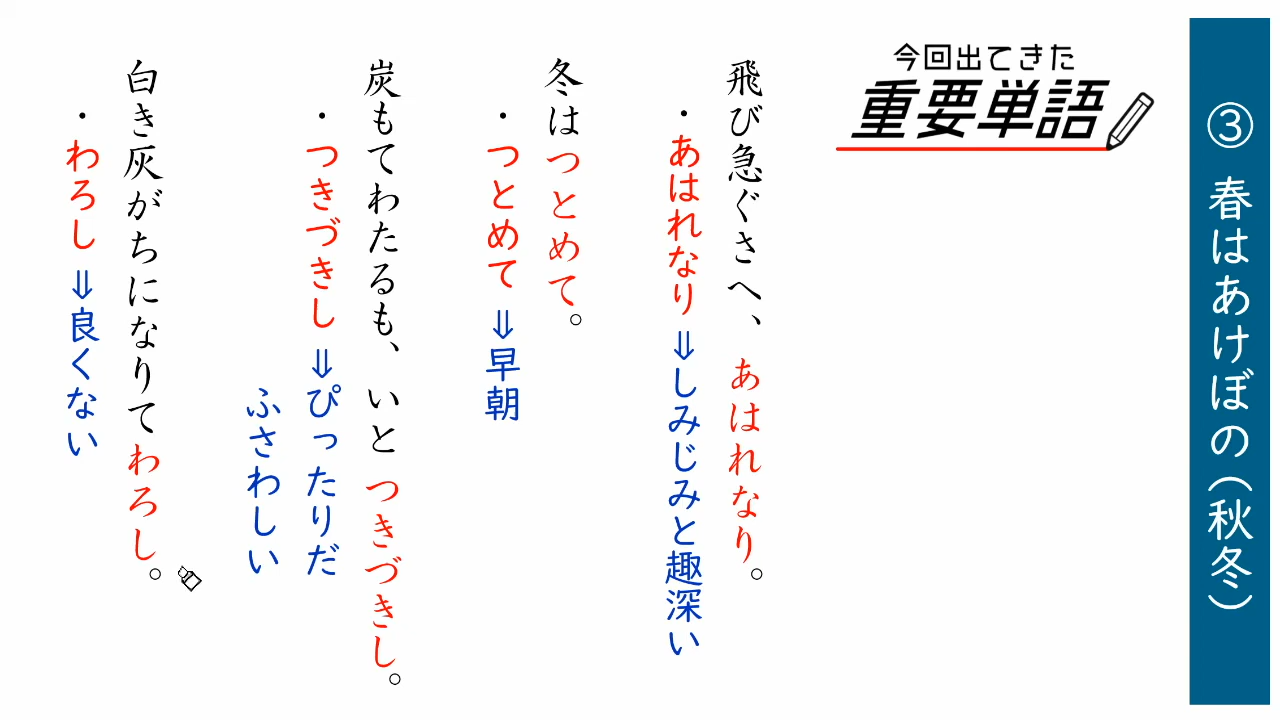 ③ 春はあけぼの(秋冬)
今回出てきた
重要単語
飛び急ぐさへ、あはれなり。
・あはれなり⇒しみじみと趣深い
冬はつとめて。
・つとめて⇒早朝
炭もてわたるも、いとつきづきし。
・つきづきし⇒ぴったりだ
ふさわしい
白き灰がちになりてわろし。
・わろし⇒良くない